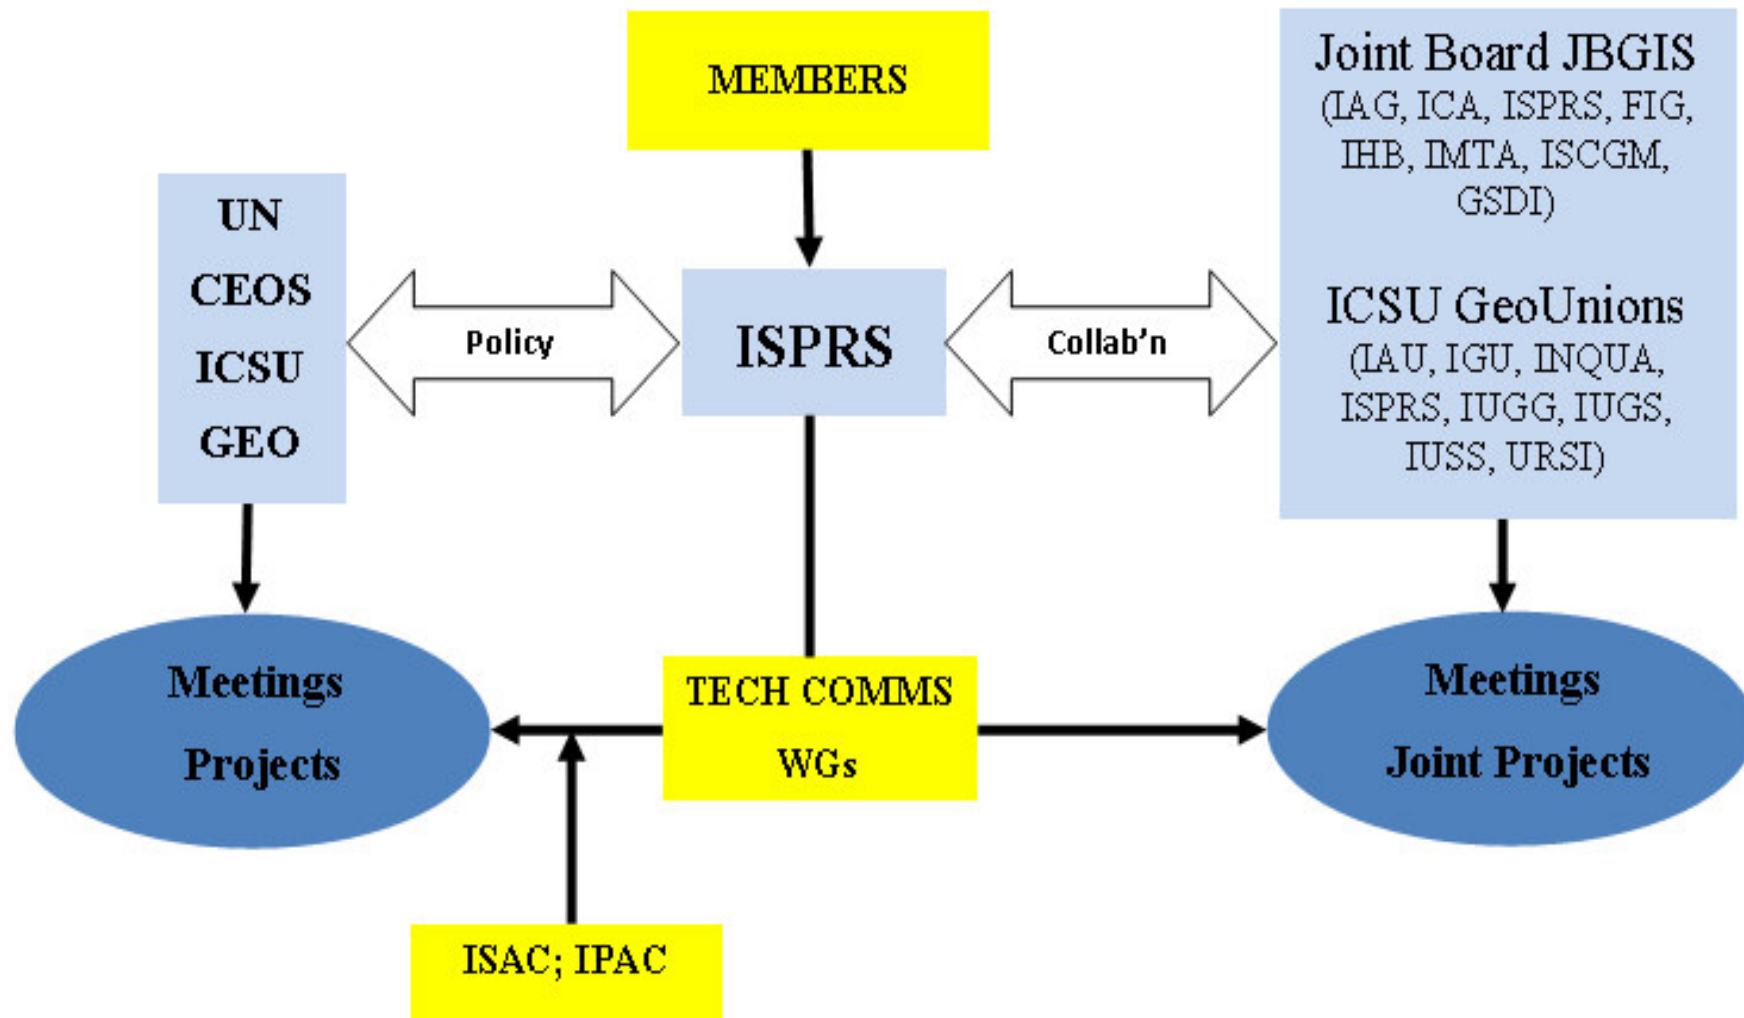 MEMBERS
Joint Board JBGIS
(IAG, ICA, ISPRS, FIG,
IHB, IMTA, ISCGM,
GSDI)
UN
CEOS
ICSU
GEO
Policy
ISPRS
Collab'n
ICSU GeoUnions
(IAU, IGU, INQUA,
ISPRS, IUGG, IUGS,
IUSS, URSI)
Meetings
Projects
TECH COMMS
WGs
Meetings
Joint Projects
ISAC; IPAC